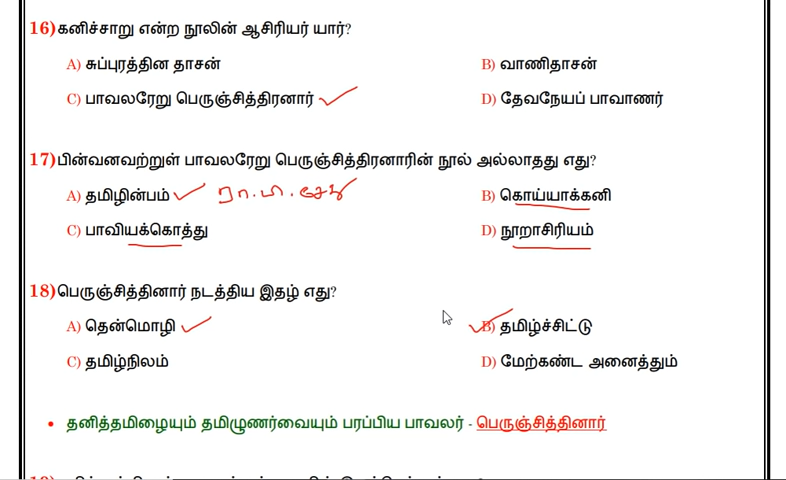 16)கனிச்சாறு என்ற நூலின் ஆசிரியர் யார்?
A) சுப்புரத்தின தாசன் B) வாணிதாசன்
C) பாவலரேறு பெருஞ்சித்திரனார் D) தேவநேயப் பாவாணர்
17)பின்வனவற்றுள் பாவலரேறு பெருஞ்சித்திரனாரின் நூல் அல்லாதது எது?
A) தமிழின்பம் ரா.பி.சேது B) கொய்யாக்கனி
C) பாவியக்கொத்து D) நூறாசிரியம்
18)பெருஞ்சித்தினார் நடத்திய இதழ் எது?
A) தென்மொழி B) தமிழ்ச்சிட்டு
C) தமிழ்நிலம் D) மேற்கண்ட அனைத்தும்
• தனித்தமிழையும் தமிழுணர்வையும் பரப்பிய பாவலர் - பெருஞ்சித்தினார்